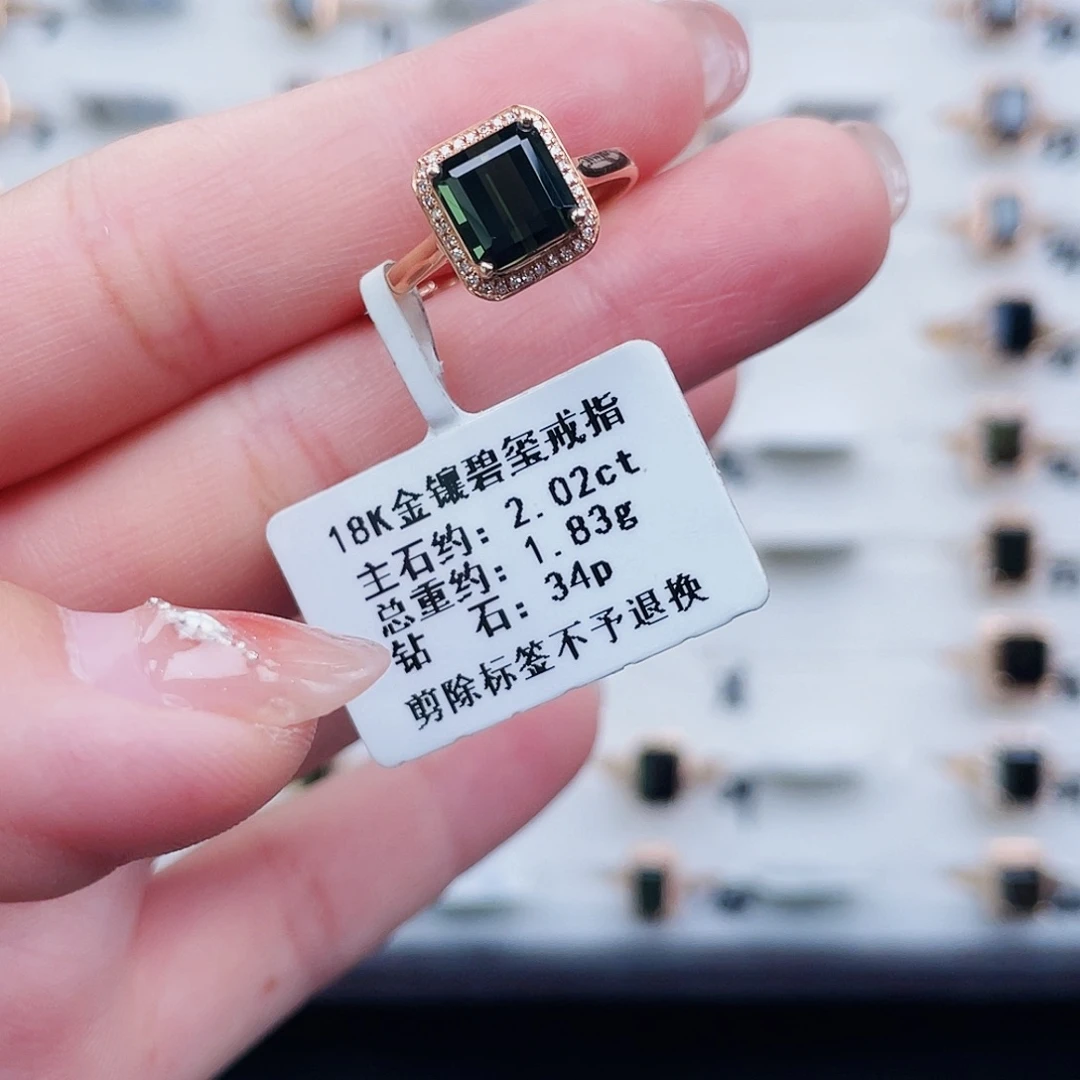 18K金镶碧玺戒指
主石约: 2.02ct
总重约: 1.83g
钻 石: 34p
剪除标签不予退换